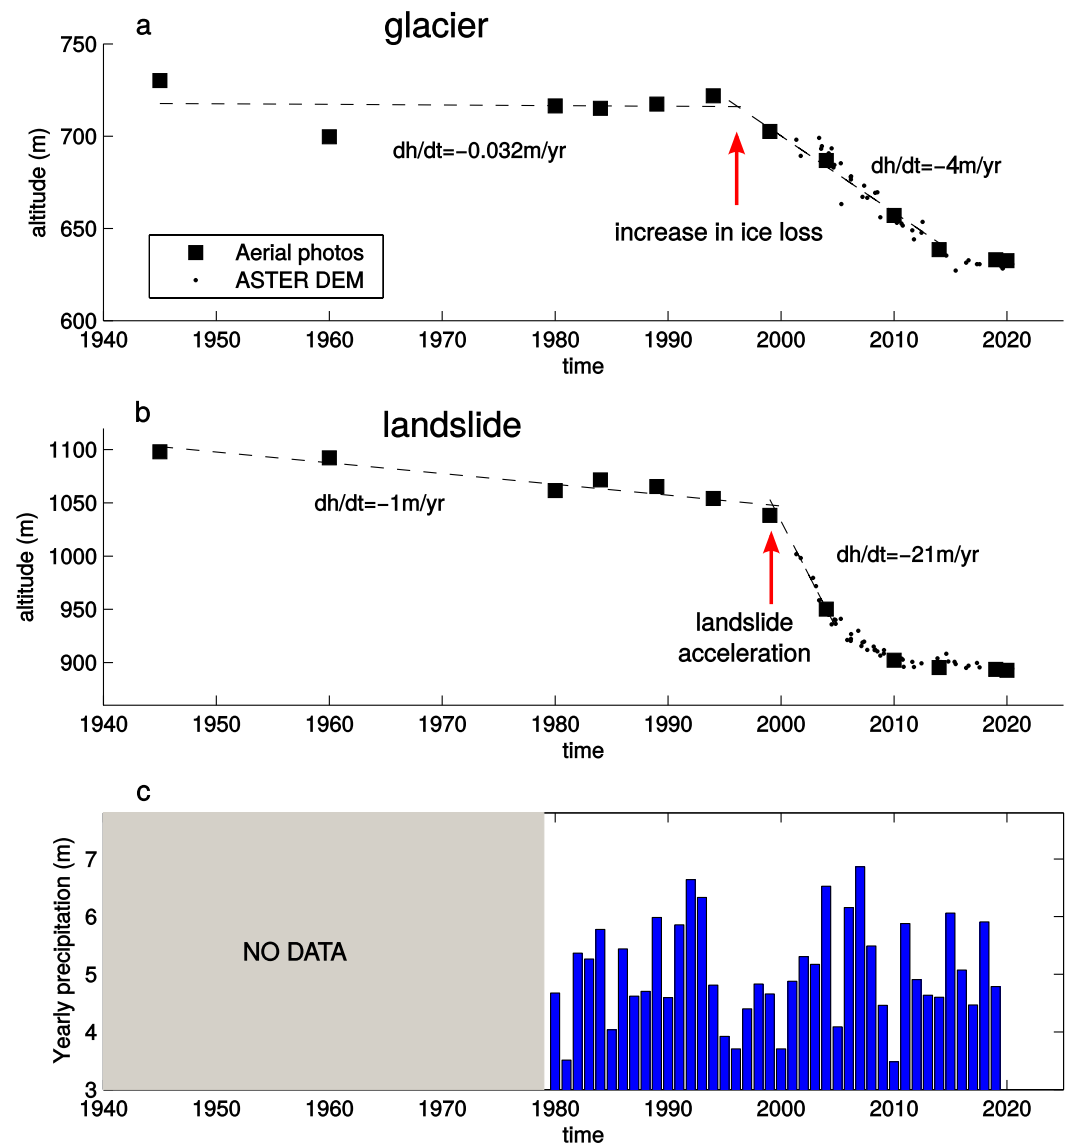 a
glacier
750
700
650
600
altitude (m)
dh/dt=−0.032m/yr
dh/dt=−4m/yr
increase in ice loss
Aerial photos
ASTER DEM
1940 1950 1960 1970 1980 1990 2000 2010 2020
time
b
landslide
1100
1050
1000
950
900
altitude (m)
dh/dt=−1m/yr
dh/dt=−21m/yr
landslide
acceleration
1940 1950 1960 1970 1980 1990 2000 2010 2020
time
c
7
6
5
4
3
Yearly precipitation (m)
NO DATA
1940 1950 1960 1970 1980 1990 2000 2010 2020
time